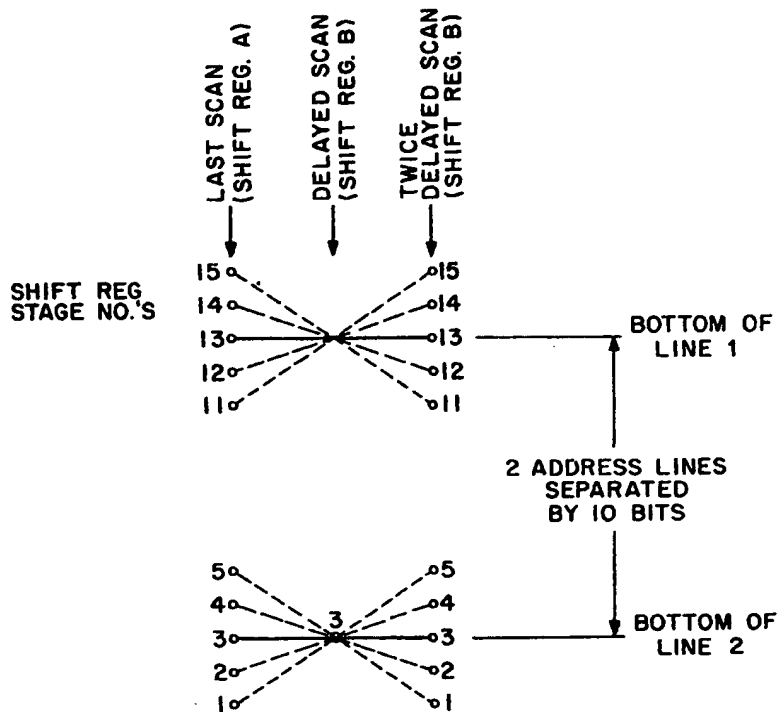 LAST SCAN
(SHIFT REG. A)
DELAYED SCAN
(SHIFT REG. B)
TWICE
DELAYED SCAN
(SHIFT REG. B)
SHIFT REG
STAGE NO.'S
15
14
13
12
11
15
14
13
12
11
BOTTOM OF
LINE 1
2 ADDRESS LINES
SEPARATED
BY 10 BITS
5
4
3
2
1
3
5
4
3
2
1
BOTTOM OF
LINE 2